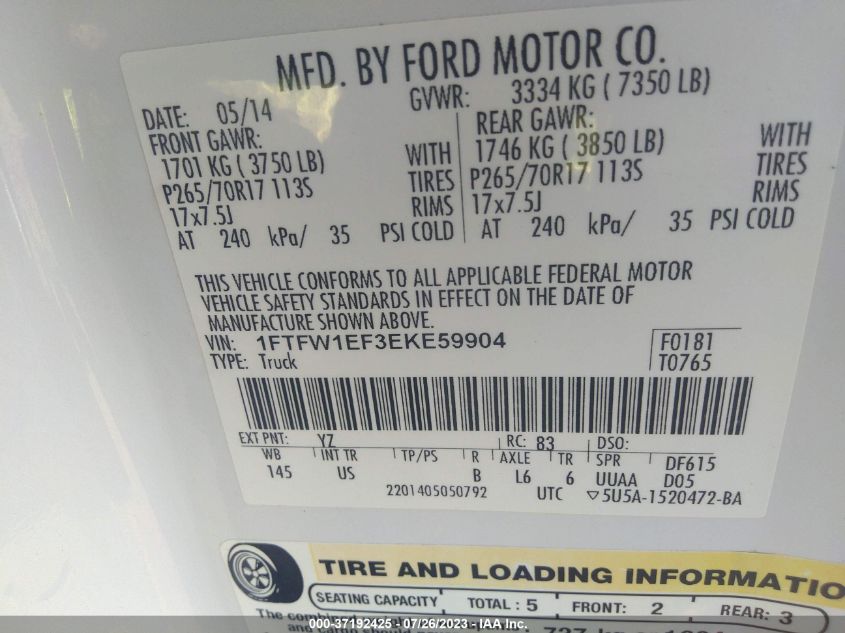 MFD. BY FORD MOTOR CO.
DATE: 05/14 GVWR: 3334 KG ( 7350 LB)
FRONT GAWR: REAR GAWR:
1701 KG ( 3750 LB) WITH 1746 KG ( 3850 LB) WITH
P265/70R17 113S TIRES P265/70R17 113S TIRES
17x7.5J RIMS 17x7.5J RIMS
AT 240 kPa/ 35 PSI COLD AT 240 kPa/ 35 PSI COLD
THIS VEHICLE CONFORMS TO ALL APPLICABLE FEDERAL MOTOR
VEHICLE SAFETY STANDARDS IN EFFECT ON THE DATE OF
MANUFACTURE SHOWN ABOVE.
VIN: 1FTFW1EF3EKE59904 F0181
TYPE: Truck T0765
EXT PNT: YZ RC: 83 DSO:
WB INT TR TP/PS R AXLE TR SPR DF615
145 US B L6 6 UUAA D05
2201405050792 UTC ▽5U5A-1520472-BA
TIRE AND LOADING INFORMATIO
SEATING CAPACITY TOTAL : 5 FRONT: 2 REAR: 3
The
000-37192425 - 07/26/2023 - IAA, Inc.